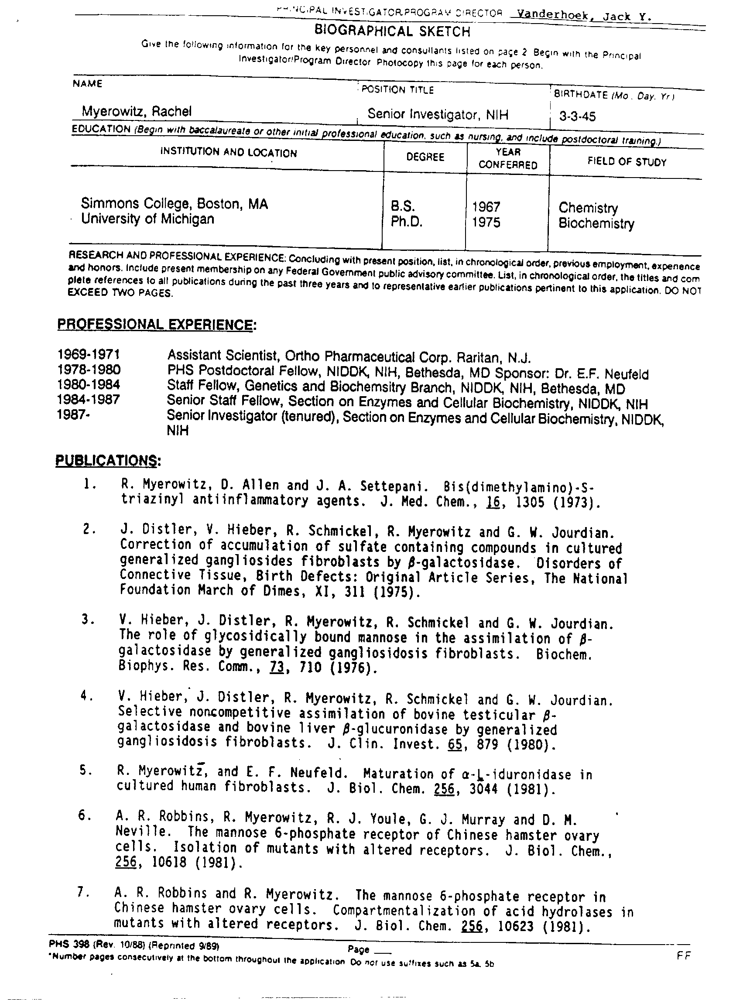 PRINCIPAL INVESTIGATOR/PROGRAM DIRECTOR Vanderhoek, Jack Y.
BIOGRAPHICAL SKETCH
Give the following information for the key personnel and consultants listed on page 2. Begin with the Principal
Investigator/Program Director. Photocopy this page for each person.
NAME POSITION TITLE BIRTHDATE (Mo., Day, Yr.)
Myerowitz, Rachel Senior Investigator, NIH 3-3-45
EDUCATION (Begin with baccalaureate or other initial professional education, such as nursing, and include postdoctoral training.)
INSTITUTION AND LOCATION DEGREE YEAR CONFERRED FIELD OF STUDY
Simmons College, Boston, MA B.S. 1967 Chemistry
University of Michigan Ph.D. 1975 Biochemistry
RESEARCH AND PROFESSIONAL EXPERIENCE: Concluding with present position, list, in chronological order, previous employment, experience
and honors. Include present membership on any Federal Government public advisory committee. List, in chronological order, the titles and com
plete references to all publications during the past three years and to representative earlier publications pertinent to this application. DO NOT
EXCEED TWO PAGES.
PROFESSIONAL EXPERIENCE:
1969-1971 Assistant Scientist, Ortho Pharmaceutical Corp. Raritan, N.J.
1978-1980 PHS Postdoctoral Fellow, NIDDK, NIH, Bethesda, MD Sponsor: Dr. E.F. Neufeld
1980-1984 Staff Fellow, Genetics and Biochemsitry Branch, NIDDK, NIH, Bethesda, MD
1984-1987 Senior Staff Fellow, Section on Enzymes and Cellular Biochemistry, NIDDK, NIH
1987- Senior Investigator (tenured), Section on Enzymes and Cellular Biochemistry, NIDDK,
NIH
PUBLICATIONS:
1. R. Myerowitz, D. Allen and J. A. Settepani. Bis(dimethylamino)-S-
triazinyl antiinflammatory agents. J. Med. Chem., 16, 1305 (1973).
2. J. Distler, V. Hieber, R. Schmickel, R. Myerowitz and G. W. Jourdian.
Correction of accumulation of sulfate containing compounds in cultured
generalized gangliosides fibroblasts by β-galactosidase. Disorders of
Connective Tissue, Birth Defects: Original Article Series, The National
Foundation March of Dimes, XI, 311 (1975).
3. V. Hieber, J. Distler, R. Myerowitz, R. Schmickel and G. W. Jourdian.
The role of glycosidically bound mannose in the assimilation of β-
galactosidase by generalized gangliosidosis fibroblasts. Biochem.
Biophys. Res. Comm., 73, 710 (1976).
4. V. Hieber, J. Distler, R. Myerowitz, R. Schmickel and G. W. Jourdian.
Selective noncompetitive assimilation of bovine testicular β-
galactosidase and bovine liver β-glucuronidase by generalized
gangliosidosis fibroblasts. J. Clin. Invest. 65, 879 (1980).
5. R. Myerowitz, and E. F. Neufeld. Maturation of α-L-iduronidase in
cultured human fibroblasts. J. Biol. Chem. 256, 3044 (1981).
6. A. R. Robbins, R. Myerowitz, R. J. Youle, G. J. Murray and D. M.
Neville. The mannose 6-phosphate receptor of Chinese hamster ovary
cells. Isolation of mutants with altered receptors. J. Biol. Chem.,
256, 10618 (1981).
7. A. R. Robbins and R. Myerowitz. The mannose 6-phosphate receptor in
Chinese hamster ovary cells. Compartmentalization of acid hydrolases in
mutants with altered receptors. J. Biol. Chem. 256, 10623 (1981).
PHS 398 (Rev. 10/88) (Reprinted 9/89) Page ___ FF
*Number pages consecutively at the bottom throughout the application. Do not use suffixes such as 5a, 5b